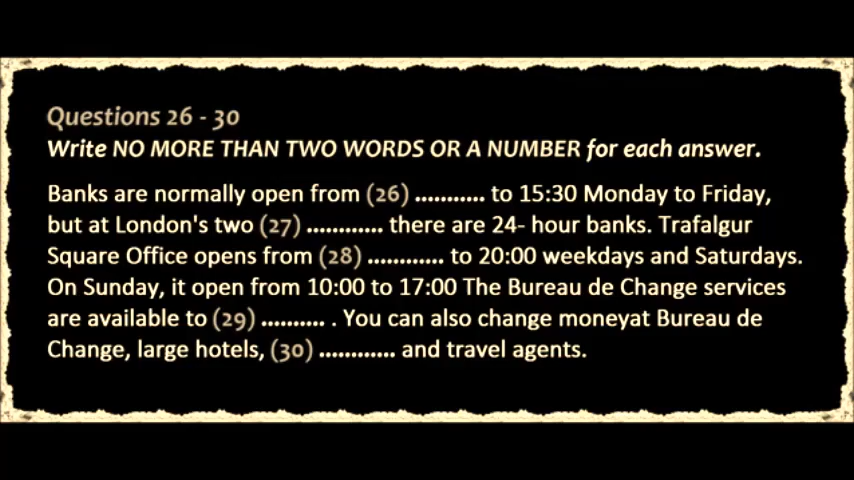 Questions 26 - 30
Write NO MORE THAN TWO WORDS OR A NUMBER for each answer.
Banks are normally open from (26) ........... to 15:30 Monday to Friday,
but at London's two (27) ............ there are 24- hour banks. Trafalgur
Square Office opens from (28) ............ to 20:00 weekdays and Saturdays.
On Sunday, it open from 10:00 to 17:00 The Bureau de Change services
are available to (29) .......... . You can also change moneyat Bureau de
Change, large hotels, (30) ............ and travel agents.